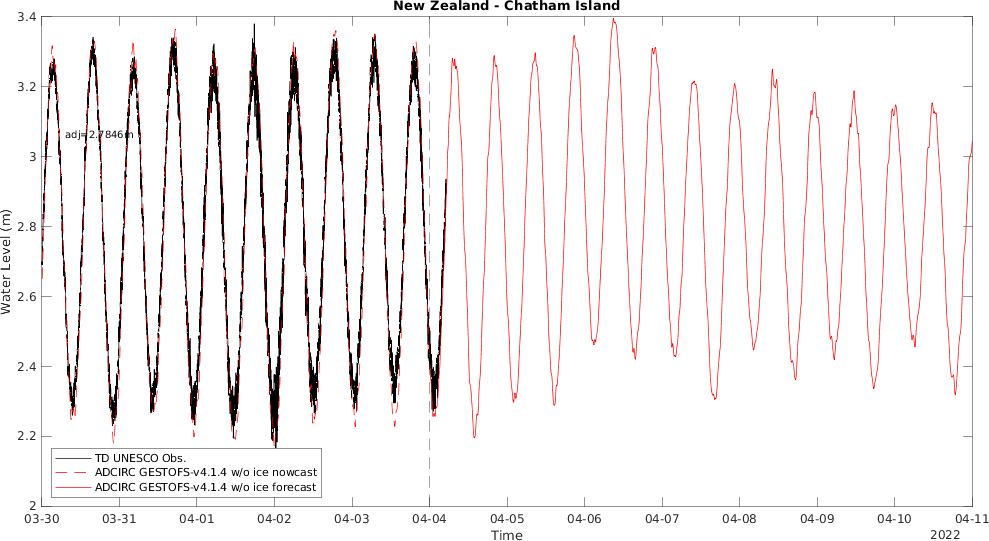 New Zealand - Chatham Island
3.4
3.2
3
2.8
2.6
2.4
2.2
2
Water Level (m)
adj=2.7846m
TD UNESCO Obs.
ADCIRC GESTOFS-v4.1.4 w/o ice nowcast
ADCIRC GESTOFS-v4.1.4 w/o ice forecast
03-30 03-31 04-01 04-02 04-03 04-04 04-05 04-06 04-07 04-08 04-09 04-10 04-11
Time
2022